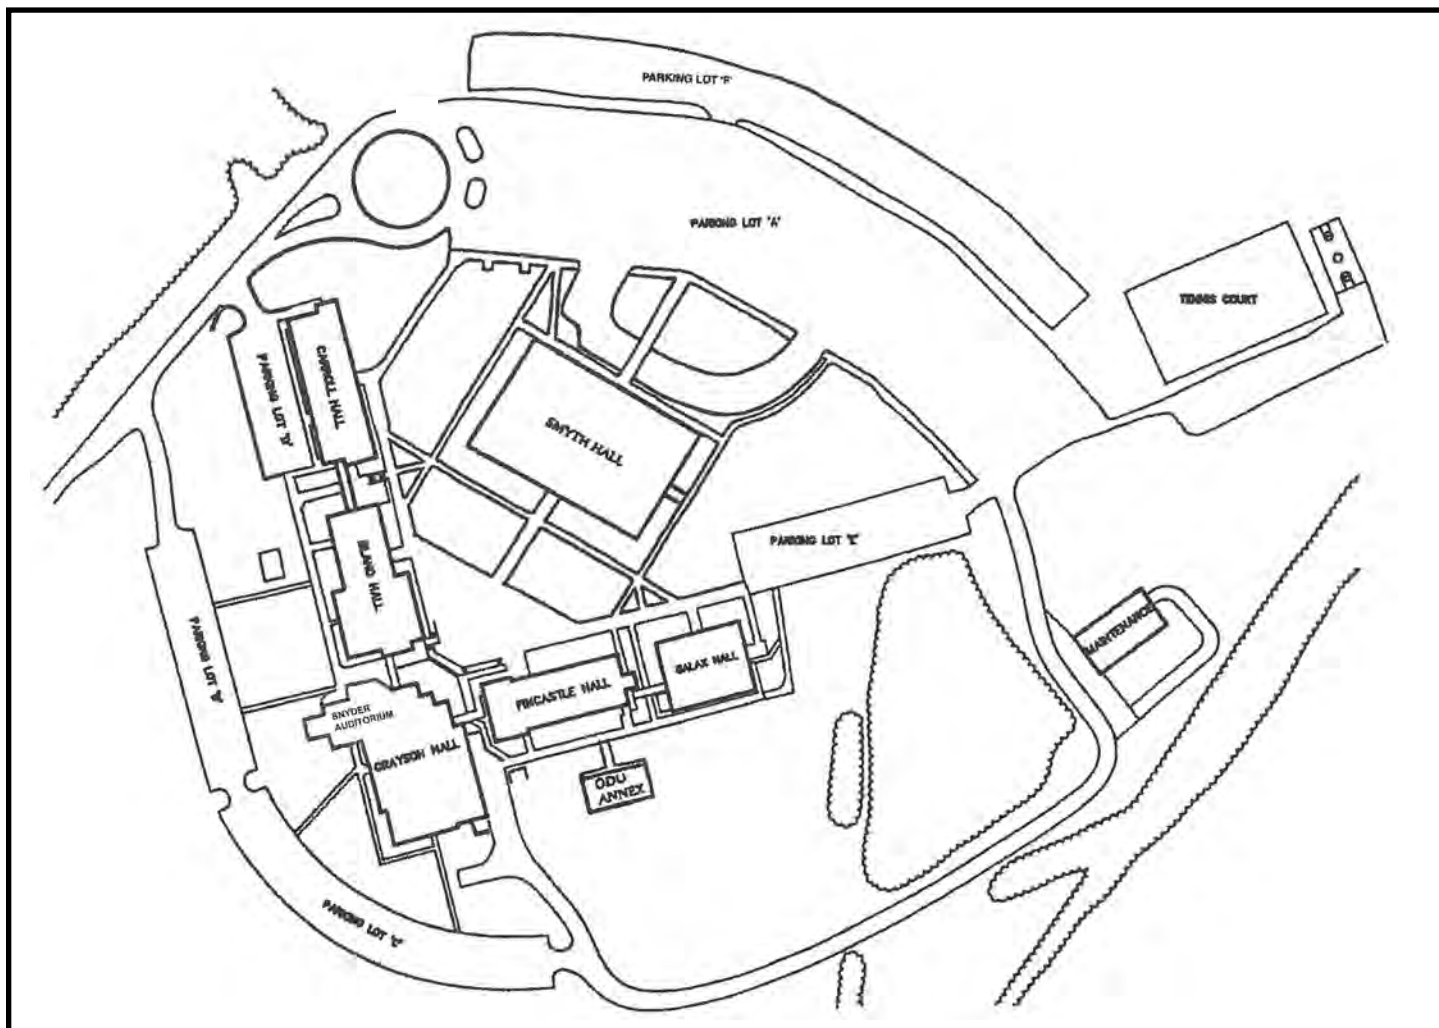 PARKING LOT "F"
PARKING LOT "A"
TENNIS COURT
CARROLL HALL
PARKING LOT "B"
SMYTH HALL
PARKING LOT "E"
BLAND HALL
MAINTENANCE
PARKING LOT
GALAX HALL
FINCASTLE HALL
SNYDER
AUDITORIUM
GRAYSON HALL
ODU
ANNEX
PARKING LOT "C"